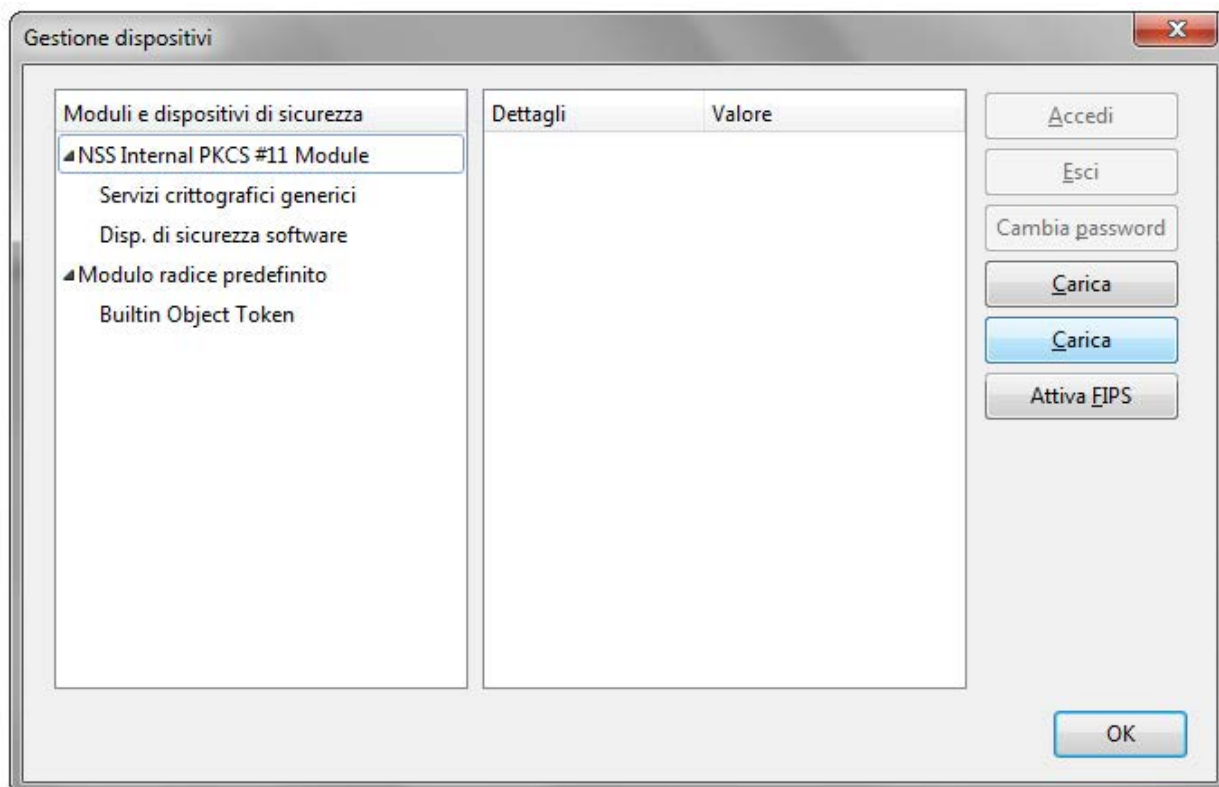 Gestione dispositivi
Moduli e dispositivi di sicurezza
NSS Internal PKCS #11 Module
Servizi crittografici generici
Disp. di sicurezza software
Modulo radice predefinito
Builtin Object Token
Dettagli Valore
Accedi
Esci
Cambia password
Carica
Carica
Attiva FIPS
OK